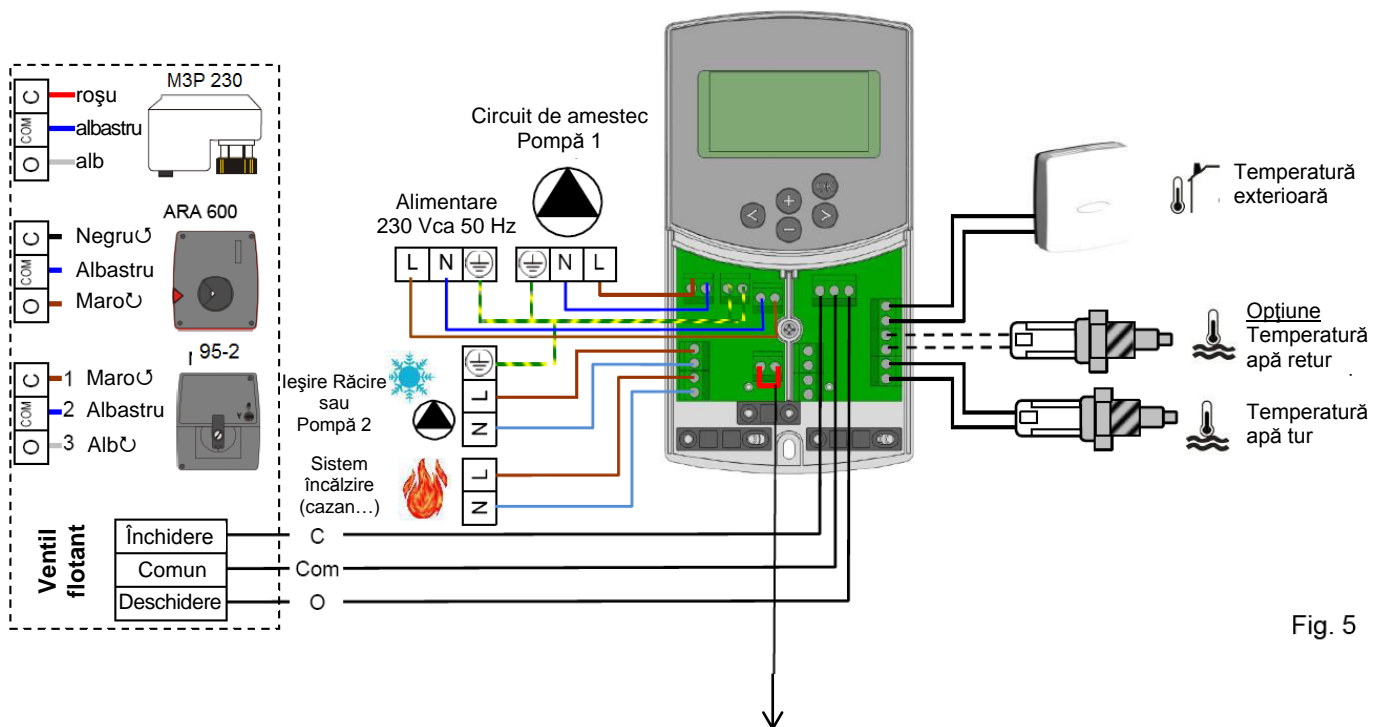 M3P 230
C roşu
COM albastru
O alb
ARA 600
C Negru
COM Albastru
O Maro
95-2
C 1 Maro
COM 2 Albastru
O 3 Alb
Ventil
flotant
Închidere C
Comun Com
Deschidere O
Circuit de amestec
Pompă 1
Alimentare
230 Vca 50 Hz
L N
N L
Ieşire Răcire
sau
Pompă 2
L
N
Sistem
încălzire
(cazan…)
L
N
OK
< + >
−
Temperatură
exterioară
Opţiune
Temperatură
apă retur
Temperatură
apă tur
Fig. 5